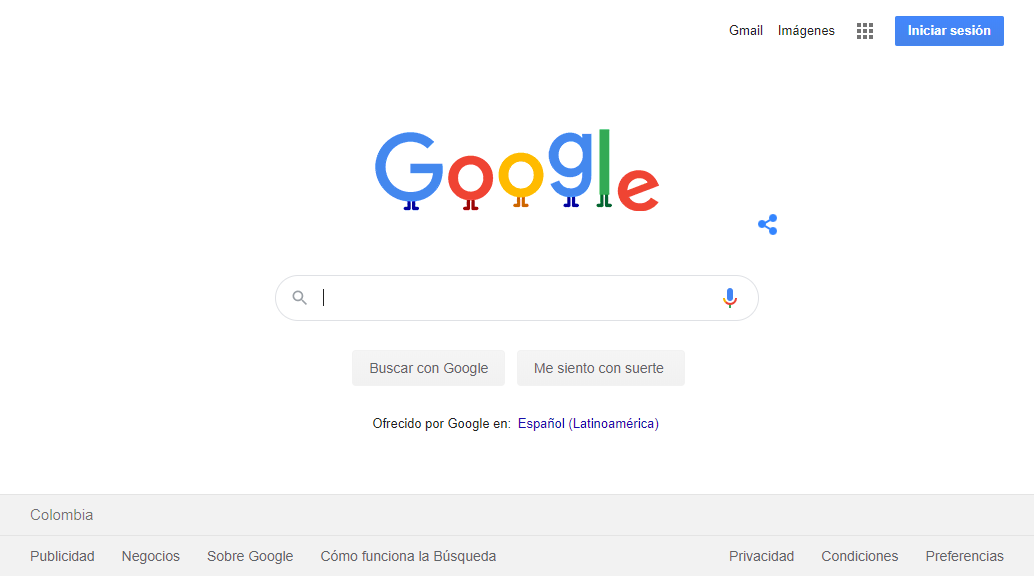 Gmail Imágenes Iniciar sesión
Google
Buscar con Google Me siento con suerte
Ofrecido por Google en: Español (Latinoamérica)
Colombia
Publicidad Negocios Sobre Google Cómo funciona la Búsqueda Privacidad Condiciones Preferencias